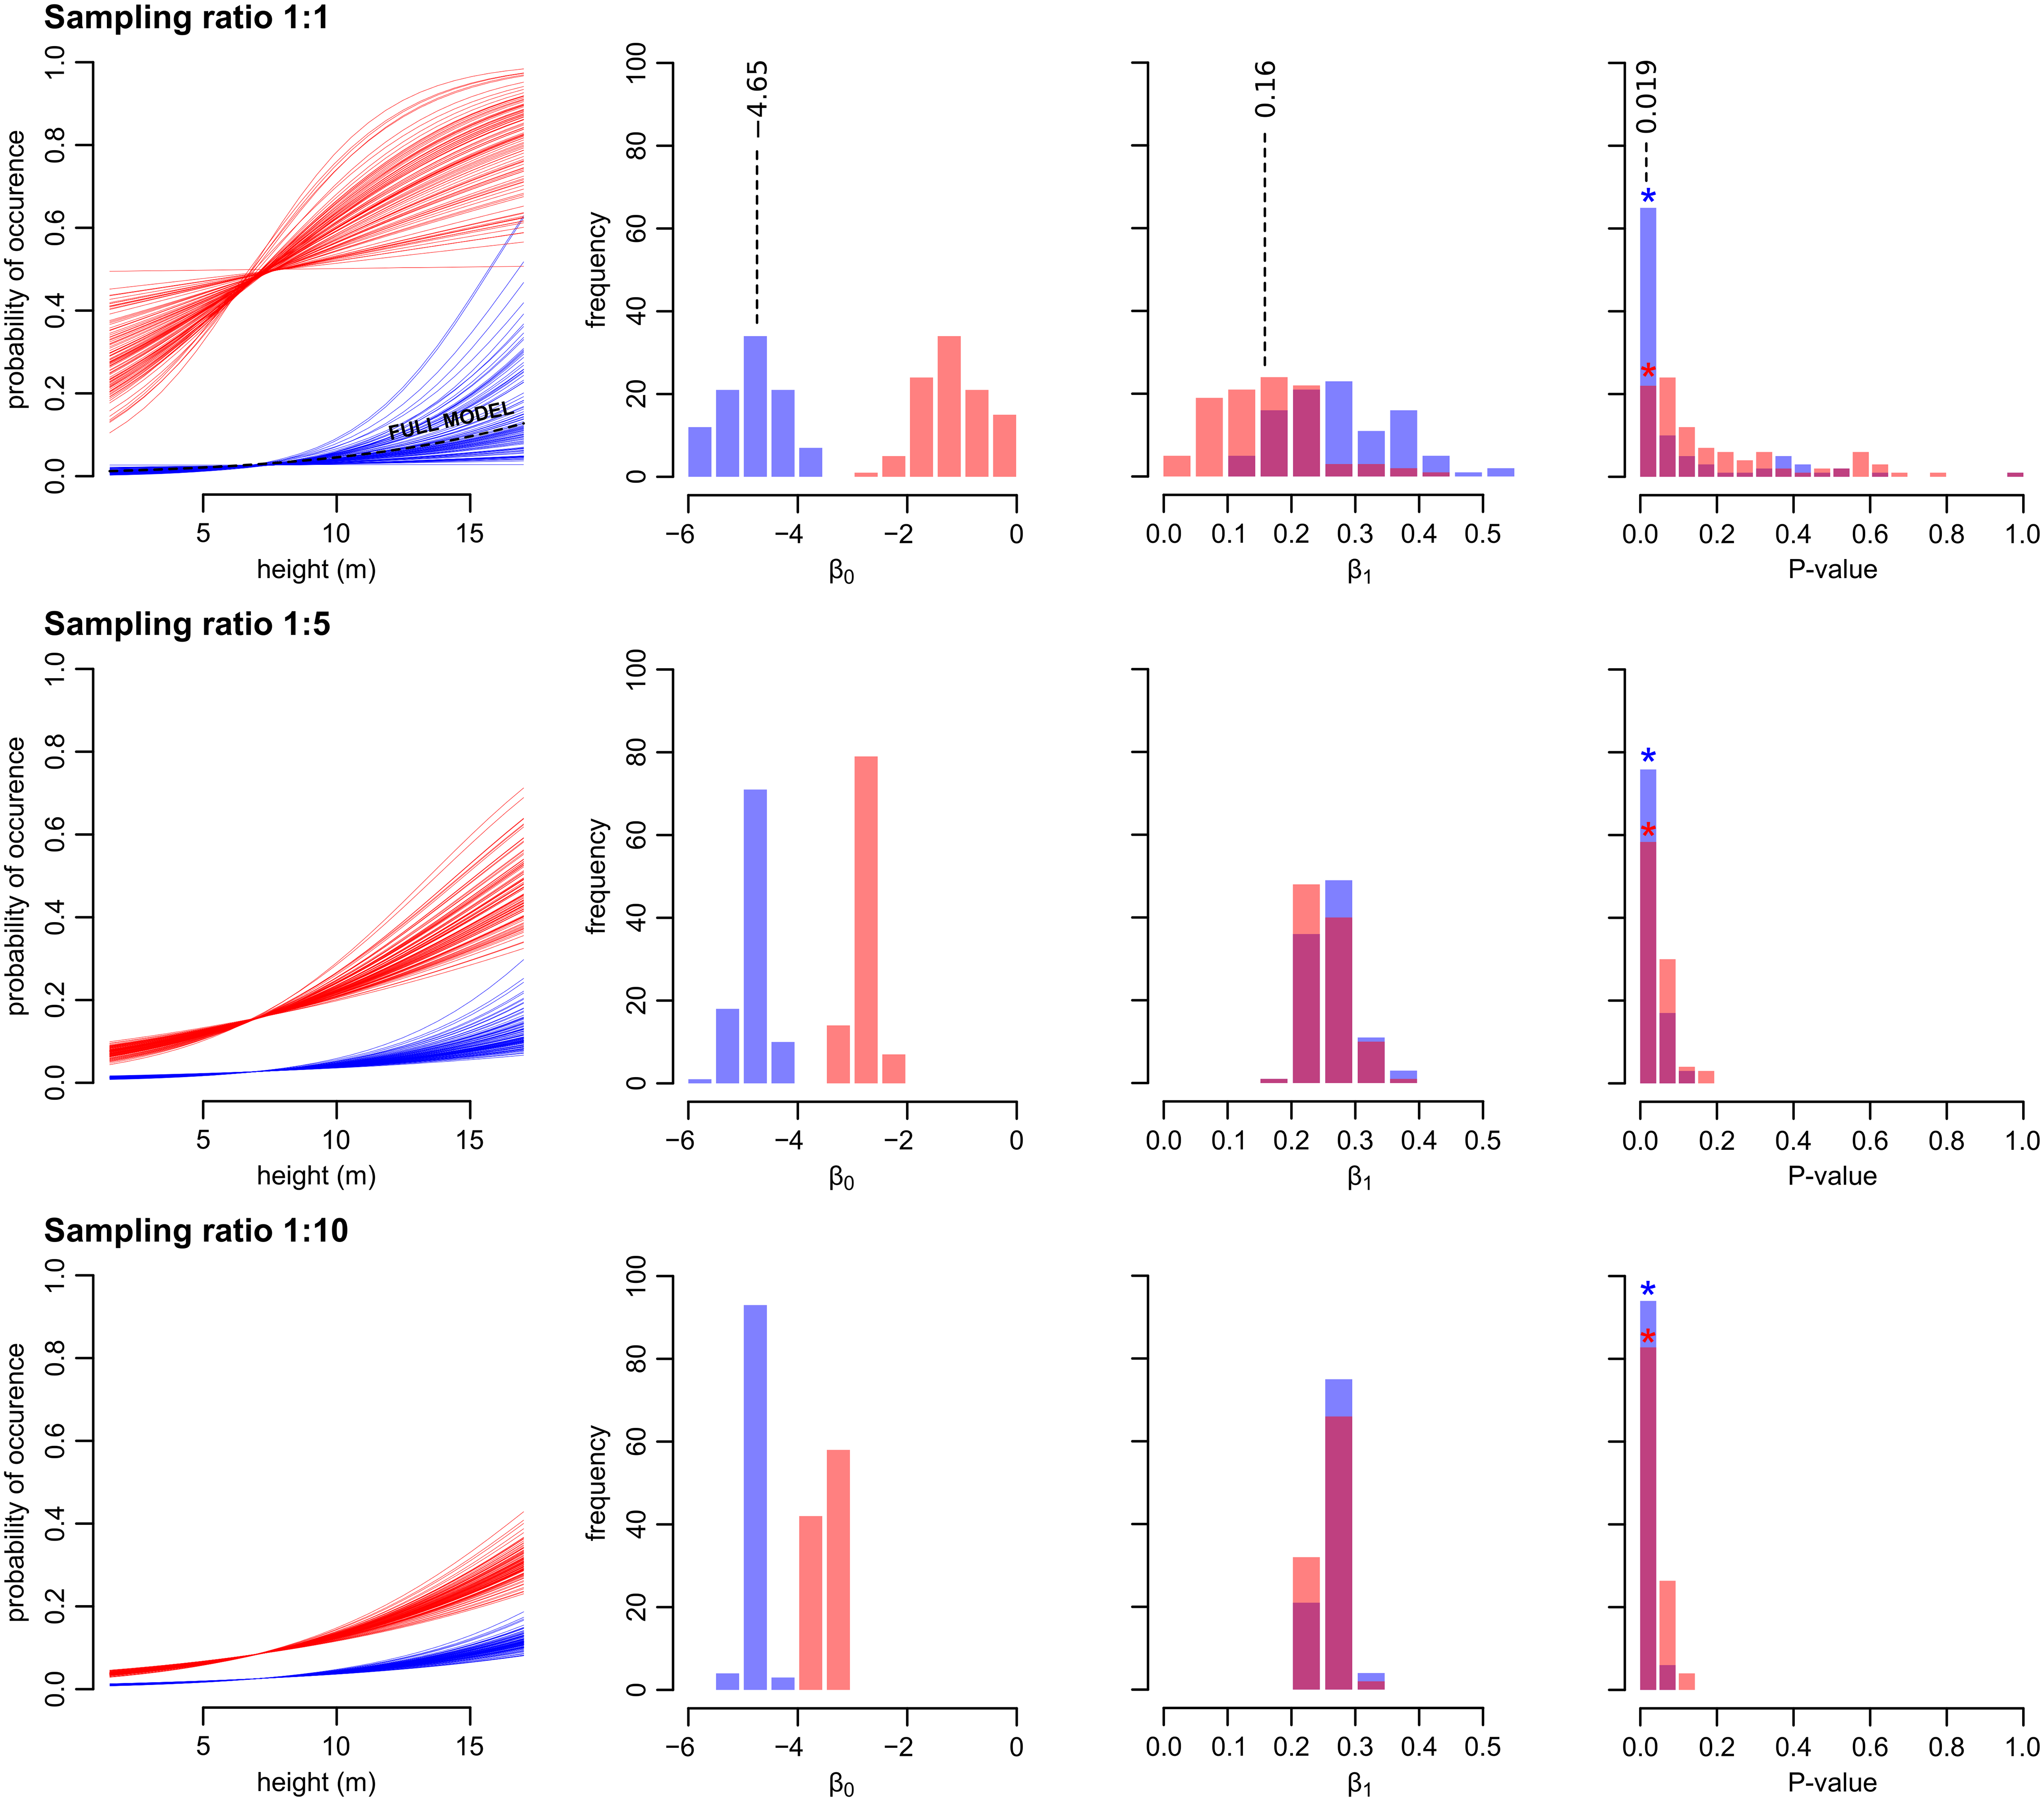 Sampling ratio 1:1
probability of occurence
0.0 0.2 0.4 0.6 0.8 1.0
FULL MODEL
5 10 15
height (m)
frequency
0 20 40 60 80 100
−4.65
−6 −4 −2 0
β0
0.16
0.0 0.1 0.2 0.3 0.4 0.5
β1
0.019
*
*
0.0 0.2 0.4 0.6 0.8 1.0
P-value
Sampling ratio 1:5
probability of occurence
0.0 0.2 0.4 0.6 0.8 1.0
5 10 15
height (m)
frequency
0 20 40 60 80 100
−6 −4 −2 0
β0
0.0 0.1 0.2 0.3 0.4 0.5
β1
*
*
0.0 0.2 0.4 0.6 0.8 1.0
P-value
Sampling ratio 1:10
probability of occurence
0.0 0.2 0.4 0.6 0.8 1.0
5 10 15
height (m)
frequency
0 20 40 60 80 100
−6 −4 −2 0
β0
0.0 0.1 0.2 0.3 0.4 0.5
β1
*
*
0.0 0.2 0.4 0.6 0.8 1.0
P-value